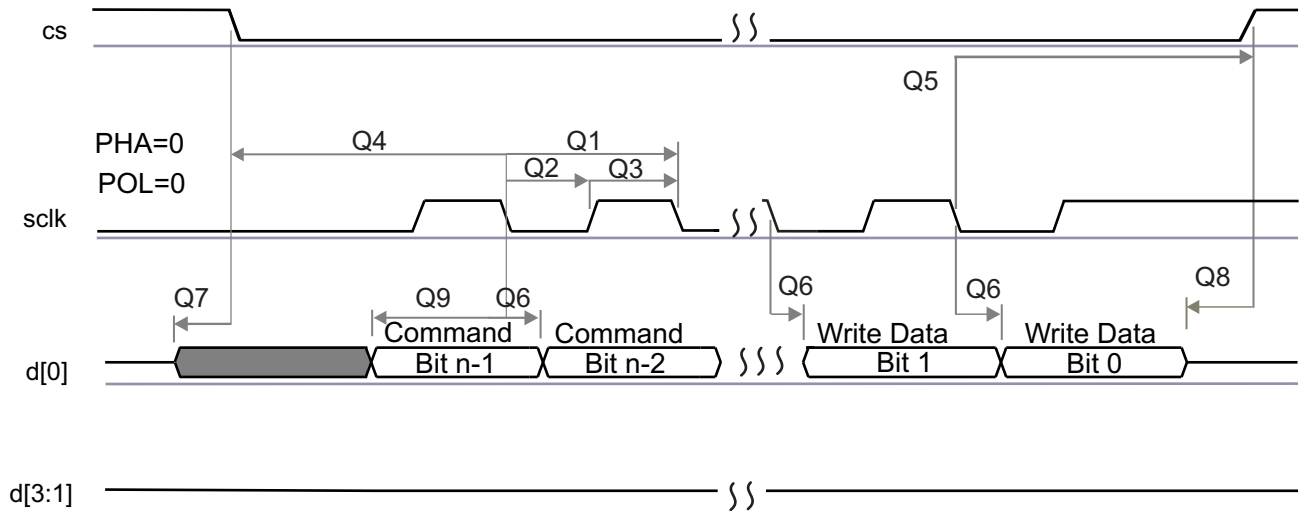 cs
Q5
PHA=0
Q4
Q1
POL=0
Q2
Q3
sclk
Q7
Q9
Q6
Q6
Q6
Q8
Command
Command
Write Data
Write Data
d[0]
Bit n-1
Bit n-2
Bit 1
Bit 0
d[3:1]